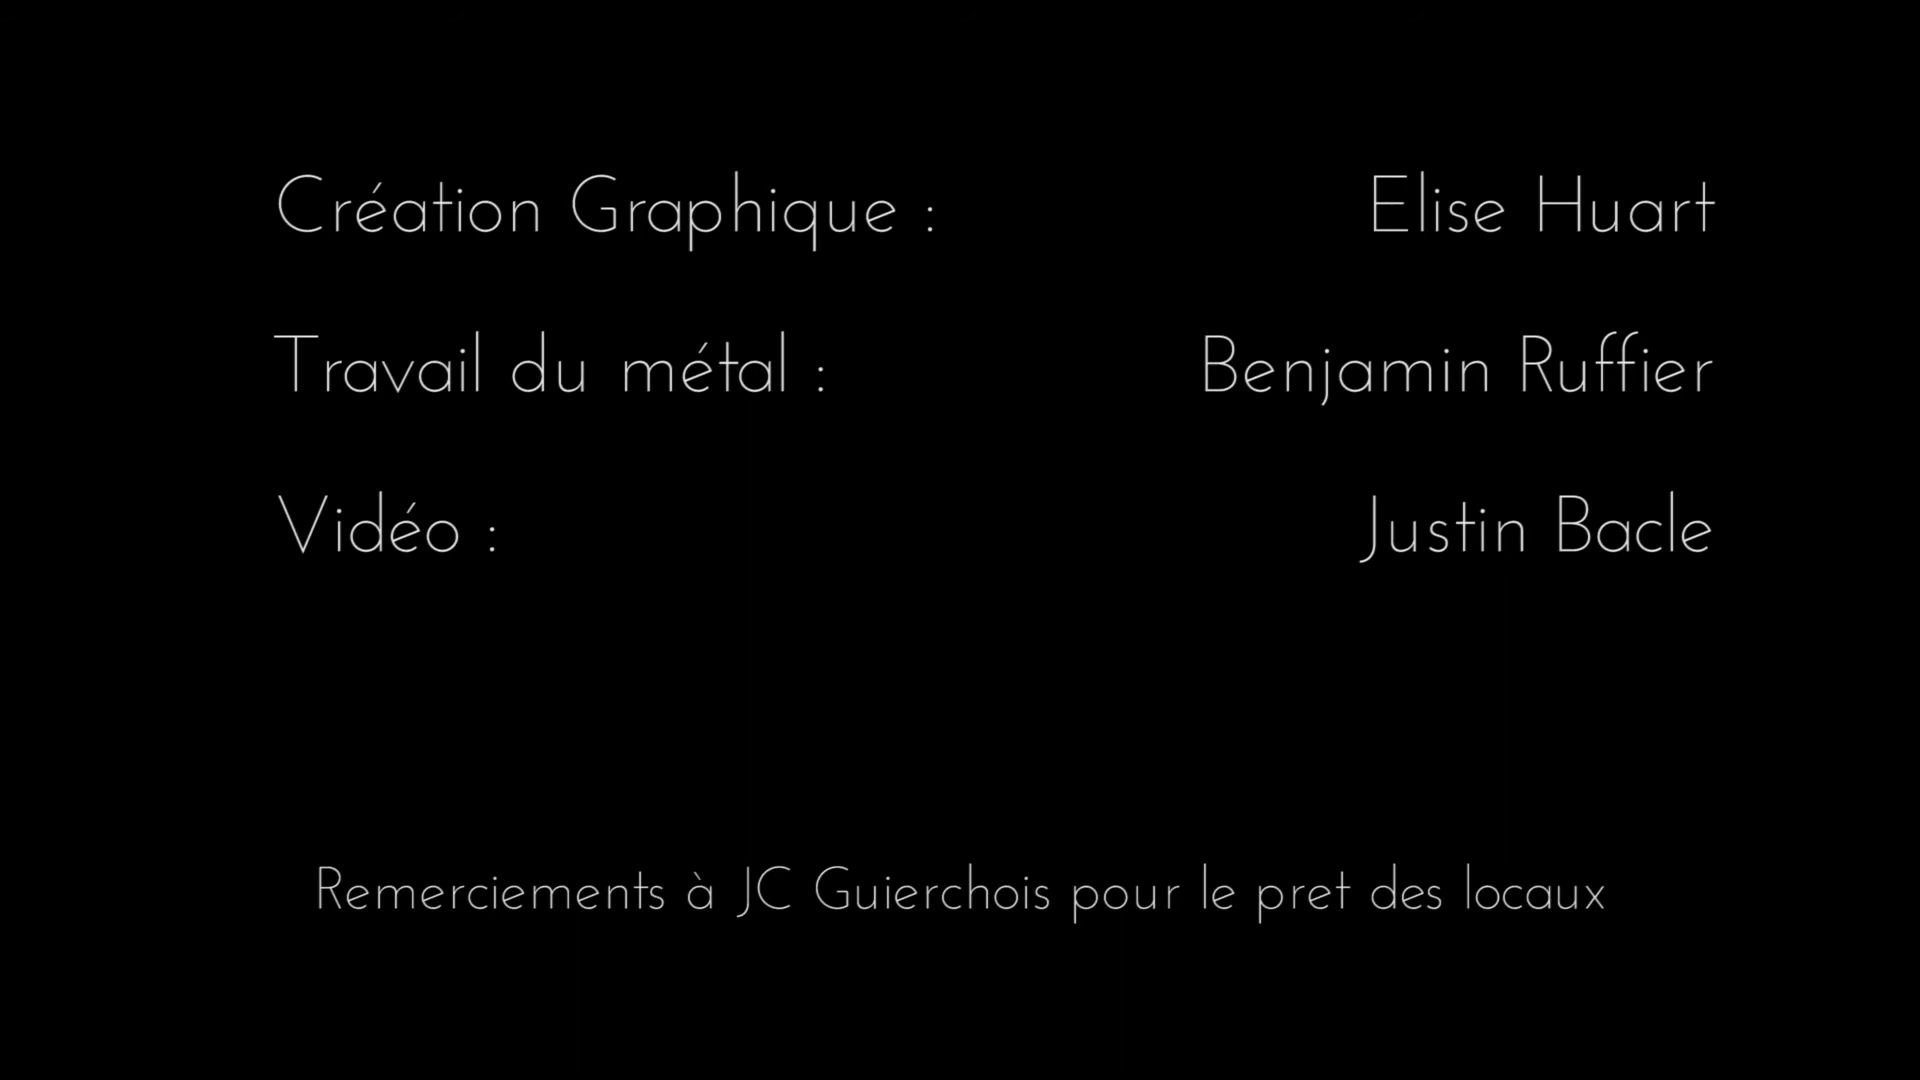 Création Graphique : Elise Huart
Travail du métal : Benjamin Ruffier
Vidéo : Justin Bacle
Remerciements à JC Guierchois pour le pret des locaux